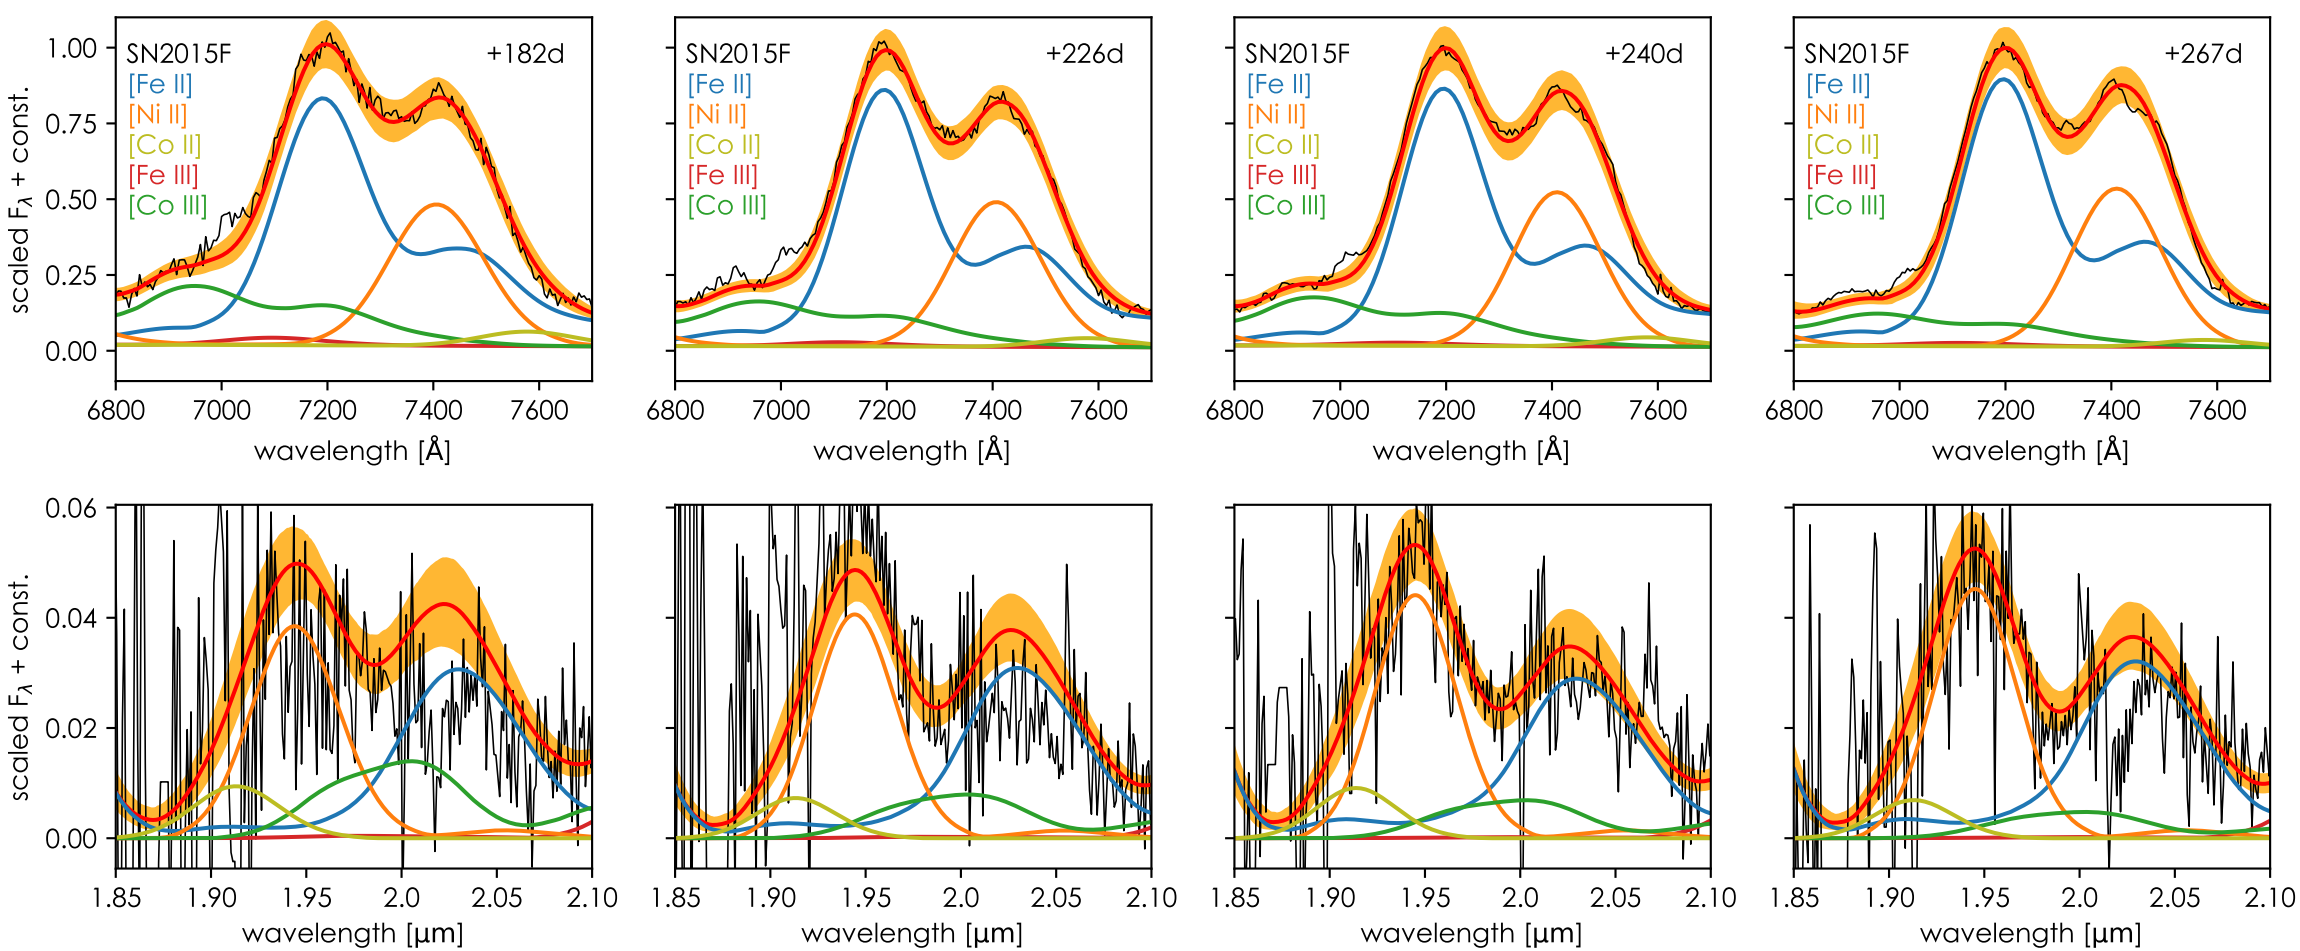 SN2015F +182d
[Fe II]
[Ni II]
[Co II]
[Fe III]
[Co III]
1.00
0.75
0.50
0.25
0.00
scaled Fλ + const.
6800 7000 7200 7400 7600
wavelength [Å]
SN2015F +226d
[Fe II]
[Ni II]
[Co II]
[Fe III]
[Co III]
6800 7000 7200 7400 7600
wavelength [Å]
SN2015F +240d
[Fe II]
[Ni II]
[Co II]
[Fe III]
[Co III]
6800 7000 7200 7400 7600
wavelength [Å]
SN2015F +267d
[Fe II]
[Ni II]
[Co II]
[Fe III]
[Co III]
6800 7000 7200 7400 7600
wavelength [Å]
0.06
0.04
0.02
0.00
scaled Fλ + const.
1.85 1.90 1.95 2.0 2.05 2.10
wavelength [μm]
1.85 1.90 1.95 2.0 2.05 2.10
wavelength [μm]
1.85 1.90 1.95 2.0 2.05 2.10
wavelength [μm]
1.85 1.90 1.95 2.0 2.05 2.10
wavelength [μm]